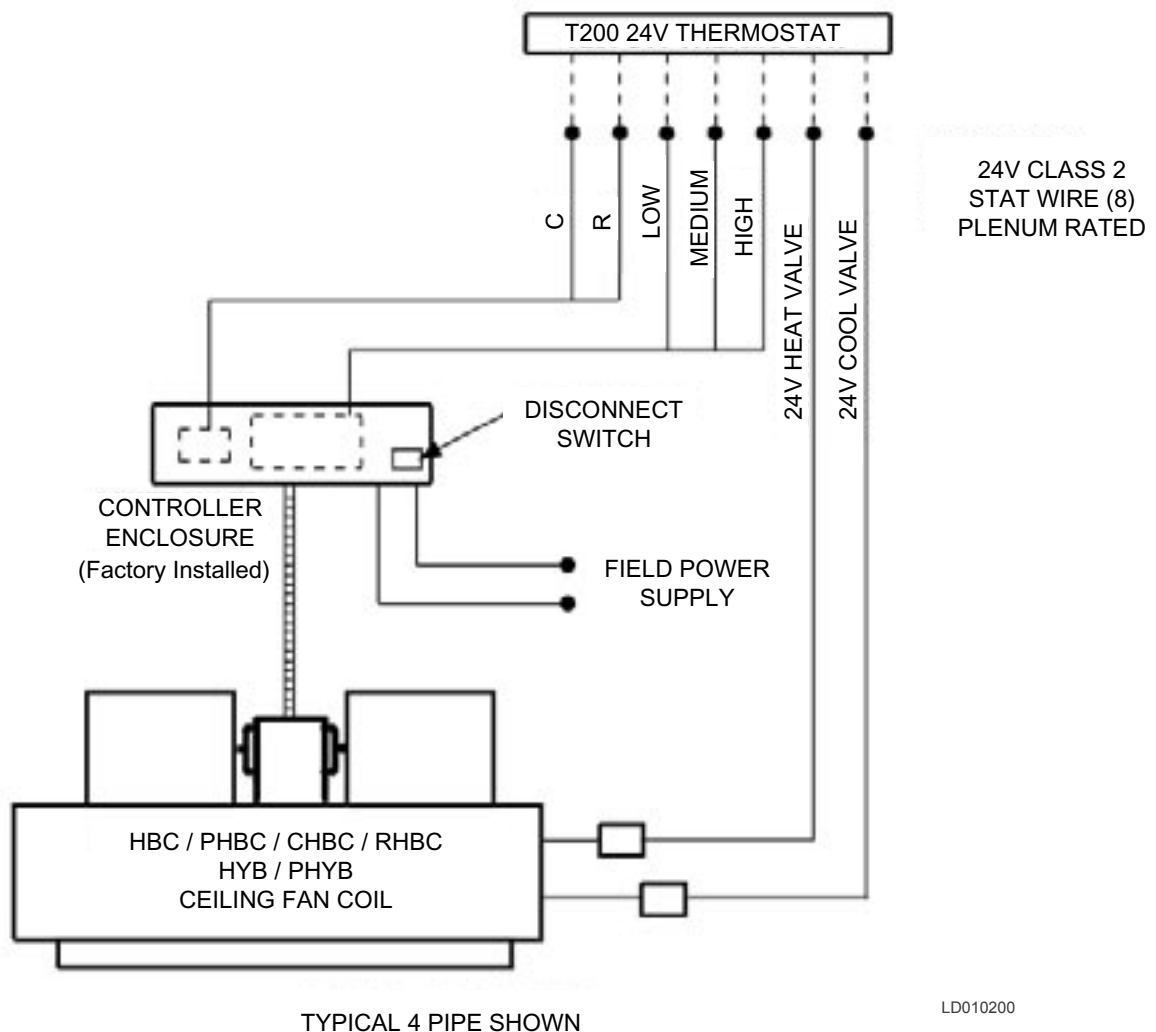 T200 24V THERMOSTAT
24V CLASS 2
STAT WIRE (8)
PLENUM RATED
C
R
LOW
MEDIUM
HIGH
24V HEAT VALVE
24V COOL VALVE
DISCONNECT
SWITCH
CONTROLLER
ENCLOSURE
(Factory Installed)
FIELD POWER
SUPPLY
HBC / PHBC / CHBC / RHBC
HYB / PHYB
CEILING FAN COIL
TYPICAL 4 PIPE SHOWN
LD010200